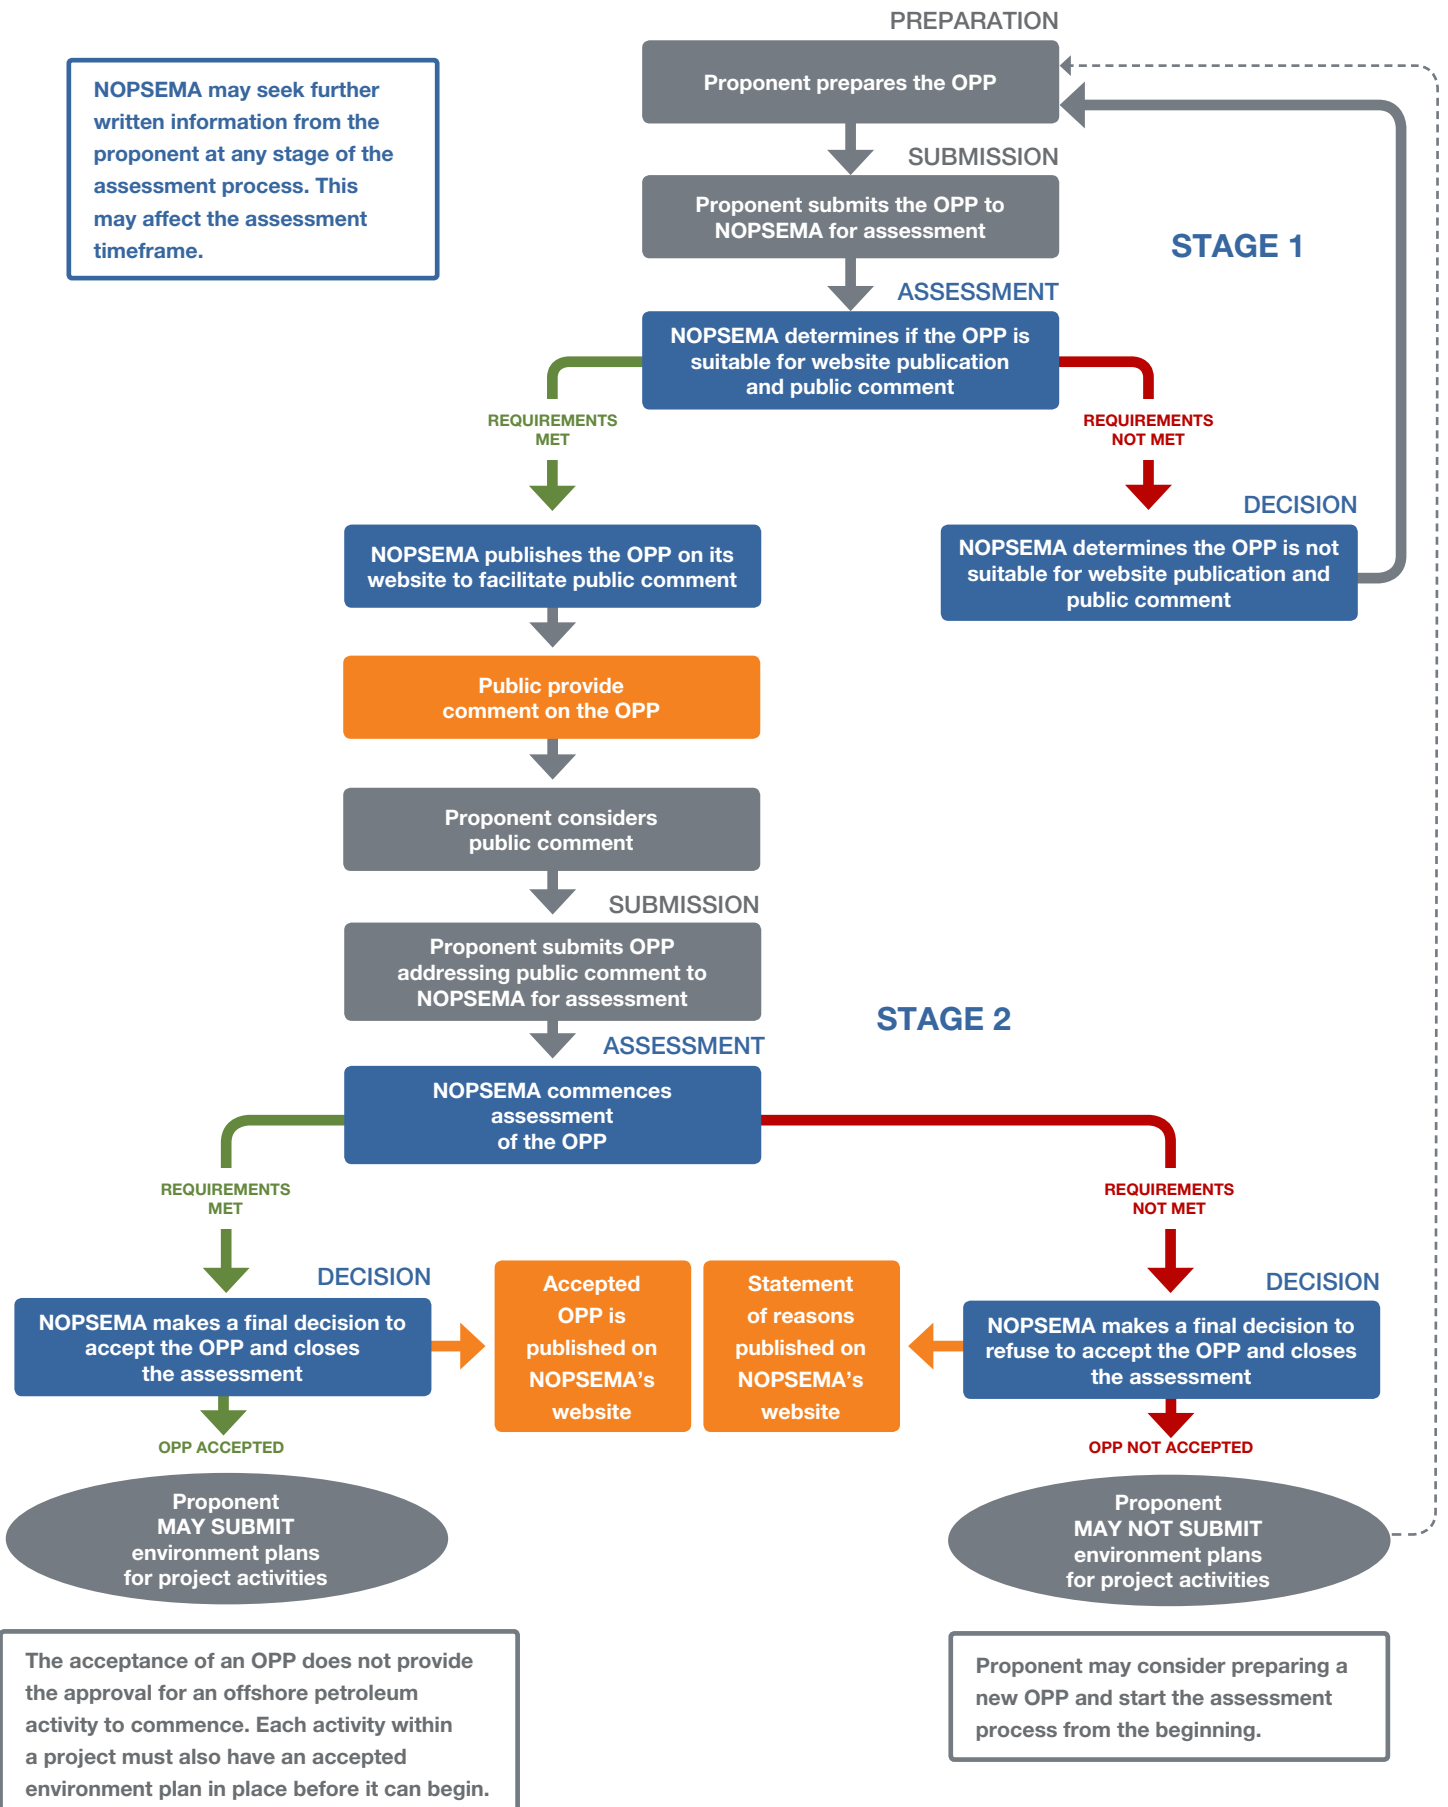 PREPARATION
NOPSEMA may seek further
written information from the
proponent at any stage of the
assessment process. This
may affect the assessment
timeframe.
Proponent prepares the OPP
SUBMISSION
Proponent submits the OPP to
NOPSEMA for assessment
STAGE 1
ASSESSMENT
NOPSEMA determines if the OPP is
suitable for website publication
and public comment
REQUIREMENTS
MET
REQUIREMENTS
NOT MET
DECISION
NOPSEMA publishes the OPP on its
website to facilitate public comment
NOPSEMA determines the OPP is not
suitable for website publication and
public comment
Public provide
comment on the OPP
Proponent considers
public comment
SUBMISSION
Proponent submits OPP
addressing public comment to
NOPSEMA for assessment
STAGE 2
ASSESSMENT
NOPSEMA commences
assessment
of the OPP
REQUIREMENTS
MET
REQUIREMENTS
NOT MET
DECISION
NOPSEMA makes a final decision to
accept the OPP and closes
the assessment
Accepted
OPP is
published on
NOPSEMA's
website
Statement
of reasons
published on
NOPSEMA's
website
DECISION
NOPSEMA makes a final decision to
refuse to accept the OPP and closes
the assessment
OPP ACCEPTED
OPP NOT ACCEPTED
Proponent
MAY SUBMIT
environment plans
for project activities
Proponent
MAY NOT SUBMIT
environment plans
for project activities
The acceptance of an OPP does not provide
the approval for an offshore petroleum
activity to commence. Each activity within
a project must also have an accepted
environment plan in place before it can begin.
Proponent may consider preparing a
new OPP and start the assessment
process from the beginning.